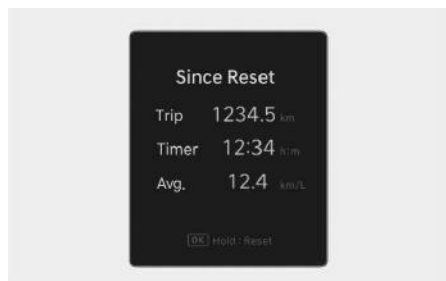 Since Reset
Trip 1234.5 km
Timer 12:34 h:m
Avg. 12.4 km/L
OK Hold : Reset